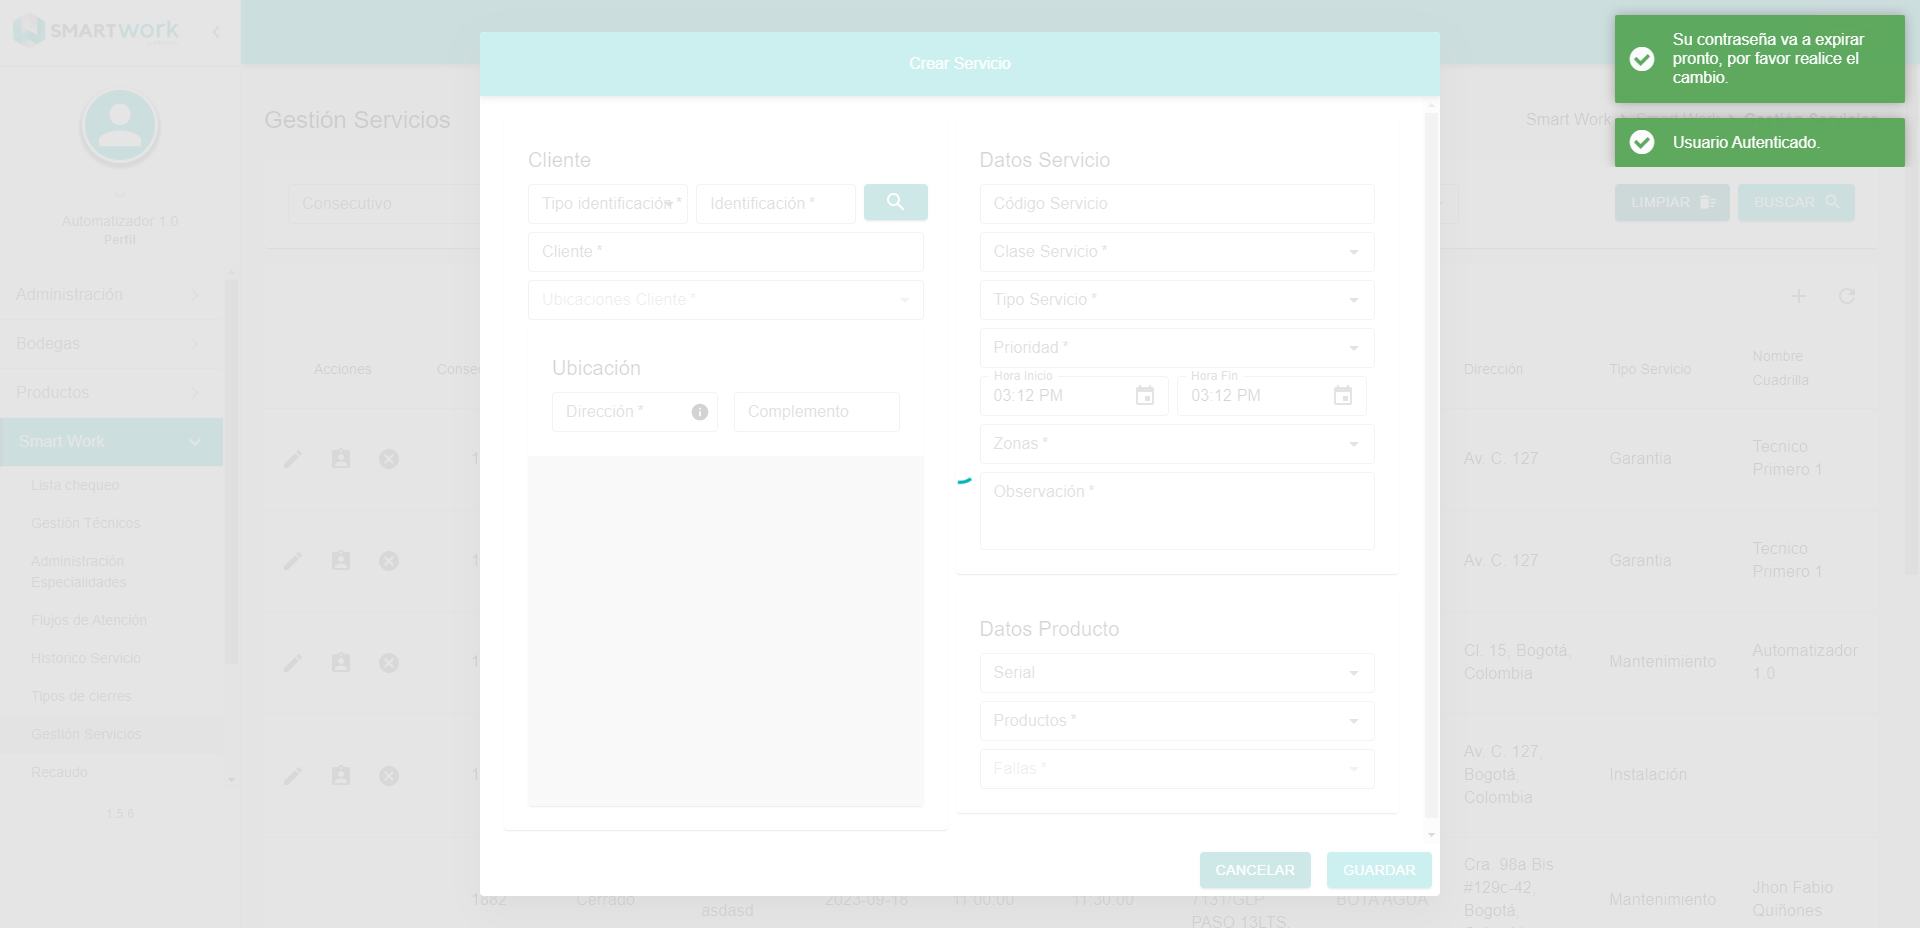 SMARTwork
Crear Servicio
Su contraseña va a expirar
pronto, por favor realice el
cambio.
Usuario Autenticado.
Gestión Servicios
Smart Work
Automatizador 1.0
Perfil
Consecutivo
LIMPIAR
BUSCAR
Administración
Bodegas
Productos
Smart Work
Lista chequeo
Gestión Técnicos
Administración
Especialidades
Flujos de Atención
Historico Servicio
Tipos de cierres
Gestión Servicios
Recaudo
1.5.6
Acciones
Cliente
Tipo identificación *
Identificación *
Cliente *
Ubicaciones Cliente *
Ubicación
Dirección *
Complemento
Datos Servicio
Código Servicio
Clase Servicio *
Tipo Servicio *
Prioridad *
Hora Inicio
03:12 PM
Hora Fin
03:12 PM
Zonas *
Observación *
Datos Producto
Serial
Productos *
Fallas *
CANCELAR
GUARDAR
Dirección
Tipo Servicio
Nombre
Cuadrilla
Av. C. 127
Garantia
Tecnico
Primero 1
Av. C. 127
Garantia
Tecnico
Primero 1
Cl. 15, Bogotá,
Colombia
Mantenimiento
Automatizador
1.0
Av. C. 127,
Bogotá,
Colombia
Instalación
1882
Cerrado
asdasd
2023-09-18
11:00:00
11:30:00
7131/GLP
PASO 13LTS.
BOTA AGUA
Cra. 98a Bis
#129c-42,
Bogotá,
Mantenimiento
Jhon Fabio
Quiñones